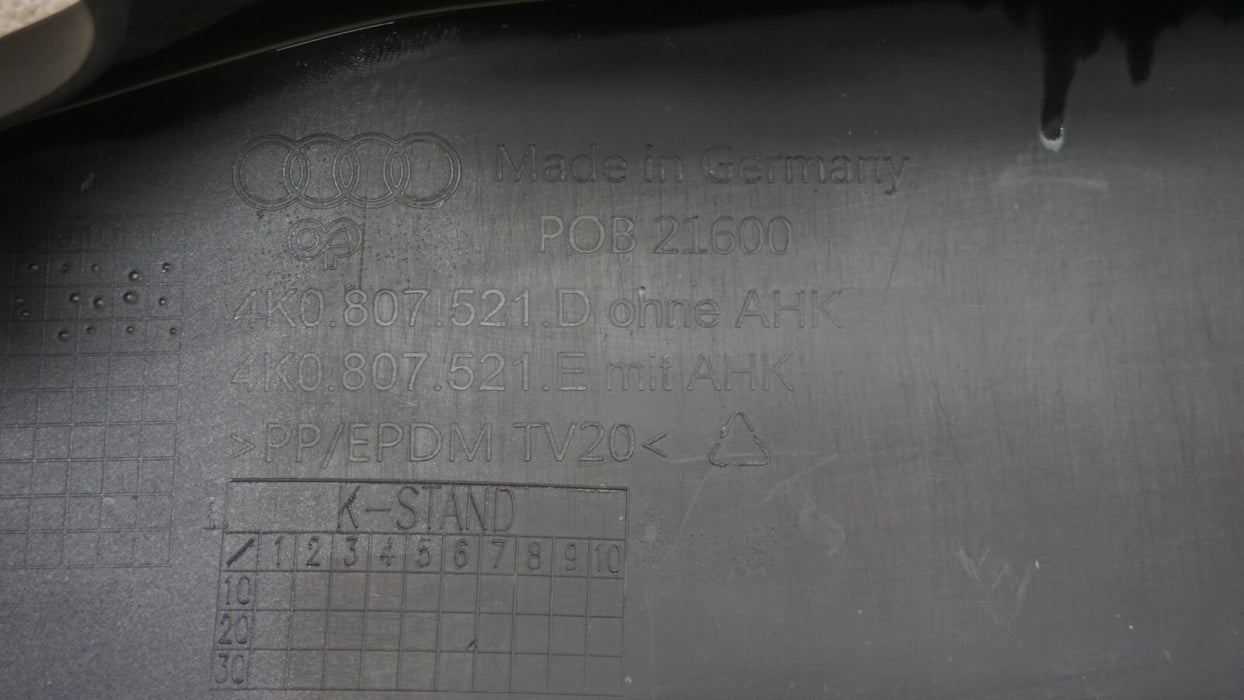 Made in Germany
op POB 21600
4K0.807.521.D ohne AHK
4K0.807.521.E mit AHK
>PP/EPDM TV20<
K-STAND
/ 1 2 3 4 5 6 7 8 9 10
10
20
30